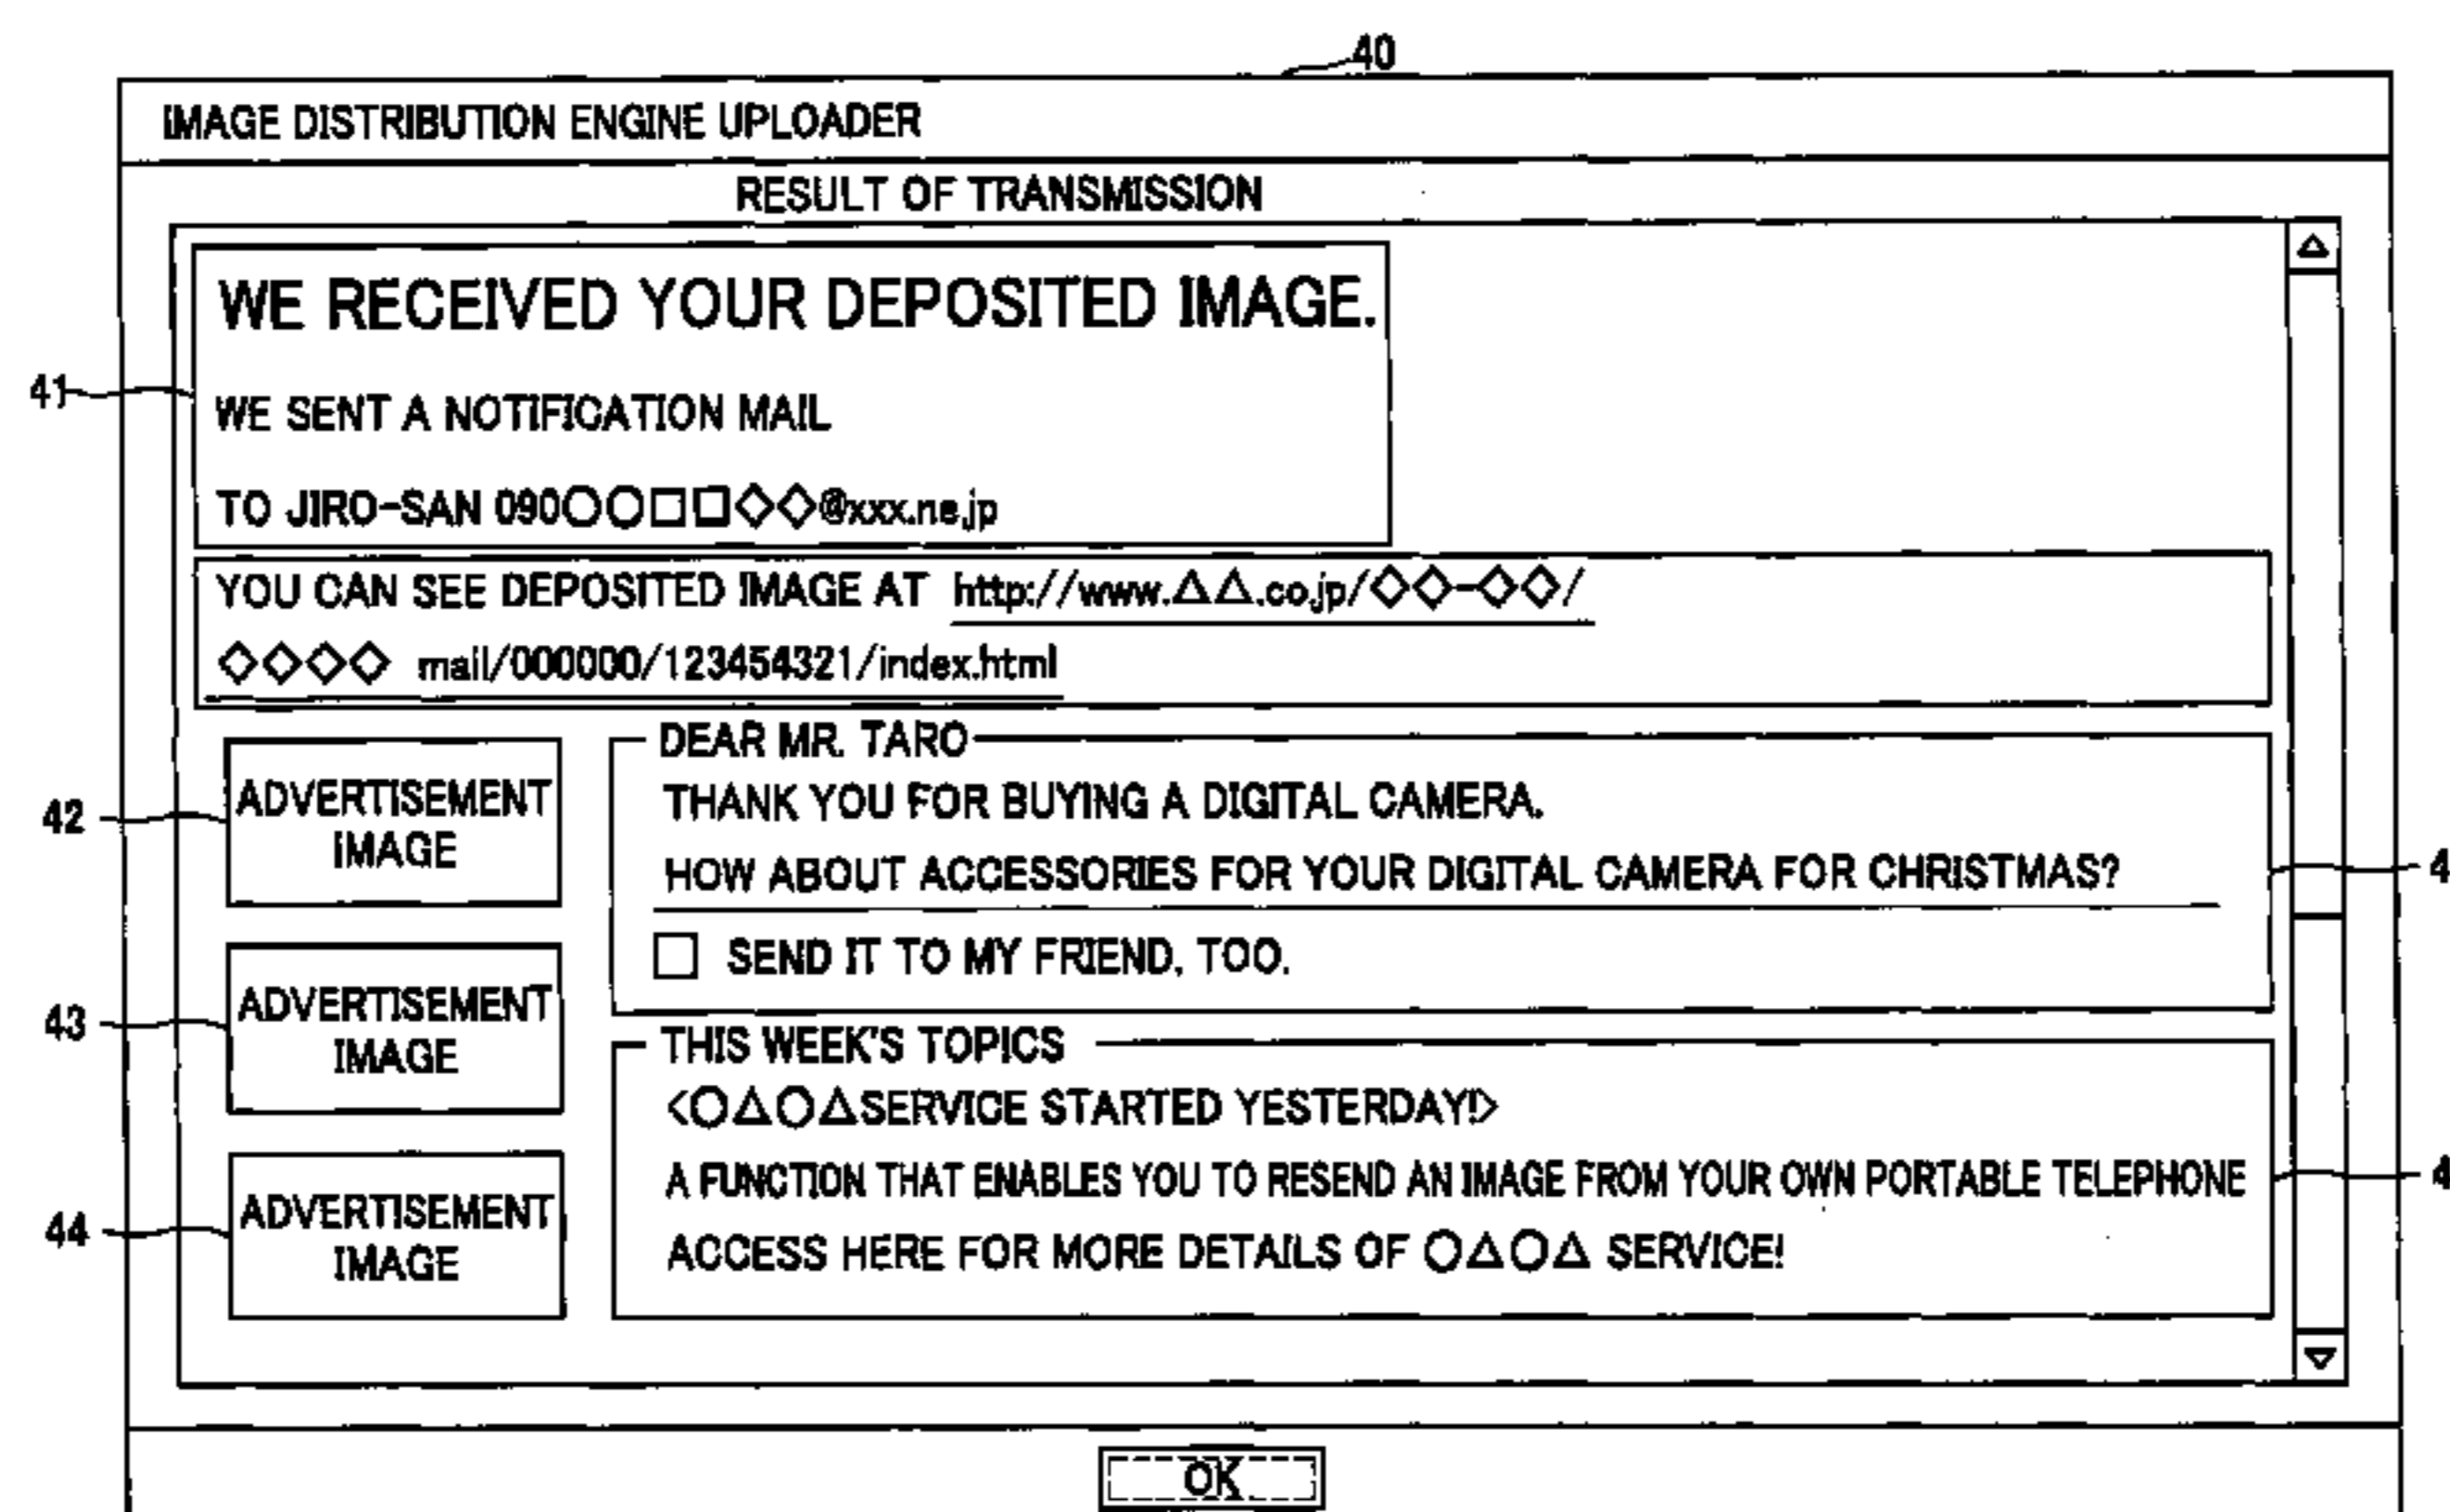 40
IMAGE DISTRIBUTION ENGINE UPLOADER
RESULT OF TRANSMISSION
WE RECEIVED YOUR DEPOSITED IMAGE.
41
WE SENT A NOTIFICATION MAIL
TO JIRO-SAN 090○○□□◇◇@xxx.ne.jp
YOU CAN SEE DEPOSITED IMAGE AT http://www.△△.co.jp/◇◇-◇◇/
◇◇◇◇ mail/000000/123454321/index.html
42
ADVERTISEMENT
IMAGE
43
ADVERTISEMENT
IMAGE
44
ADVERTISEMENT
IMAGE
DEAR MR. TARO
THANK YOU FOR BUYING A DIGITAL CAMERA.
HOW ABOUT ACCESSORIES FOR YOUR DIGITAL CAMERA FOR CHRISTMAS?
SEND IT TO MY FRIEND, TOO.
THIS WEEK'S TOPICS
<○△○△SERVICE STARTED YESTERDAY!>
A FUNCTION THAT ENABLES YOU TO RESEND AN IMAGE FROM YOUR OWN PORTABLE TELEPHONE
ACCESS HERE FOR MORE DETAILS OF ○△○△ SERVICE!
OK